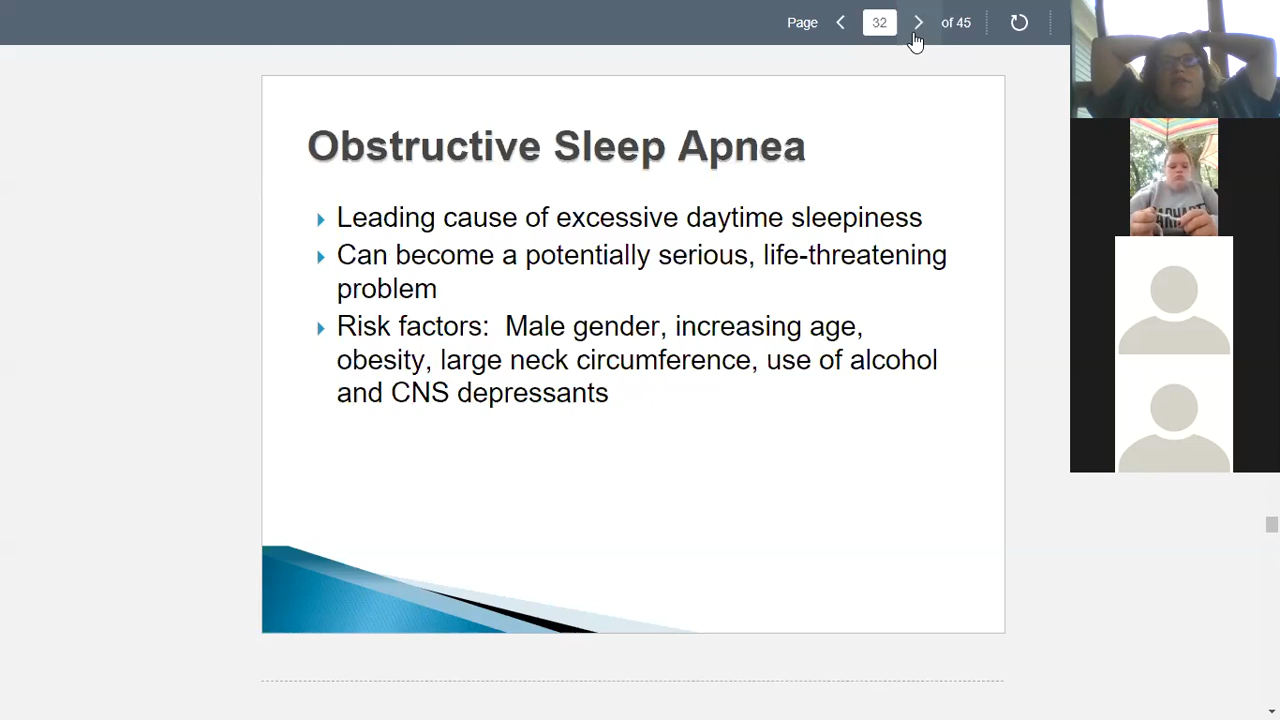 Page 32 of 45
Obstructive Sleep Apnea
Leading cause of excessive daytime sleepiness
Can become a potentially serious, life-threatening
problem
Risk factors:  Male gender, increasing age,
obesity, large neck circumference, use of alcohol
and CNS depressants